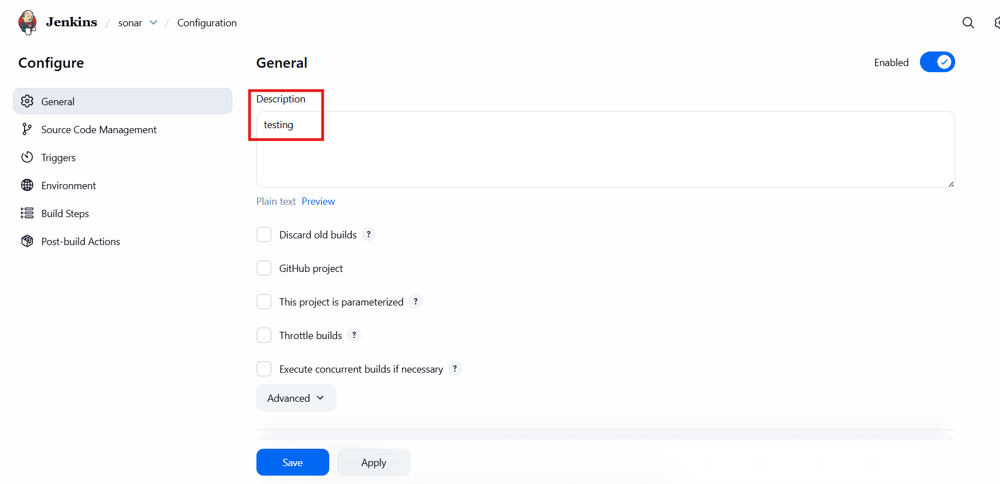 Jenkins / sonar / Configuration
Configure
General
Source Code Management
Triggers
Environment
Build Steps
Post-build Actions
General
Enabled
Description
testing
Plain text Preview
Discard old builds ?
GitHub project
This project is parameterized ?
Throttle builds ?
Execute concurrent builds if necessary ?
Advanced
Save Apply